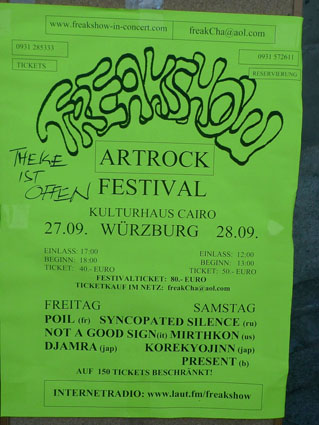 www.freakshow-in-concert.com freakCha@aol.com
0931 285333 0931 572611
TICKETS RESERVIERUNG
FREAKSHOW
THEKE
IST
OFFEN
ARTROCK
FESTIVAL
KULTURHAUS CAIRO
27.09. WÜRZBURG 28.09.
EINLASS: 17:00 EINLASS: 12:00
BEGINN: 18:00 BEGINN: 13:00
TICKET: 40.- EURO TICKET: 50.- EURO
FESTIVALTICKET: 80.- EURO
TICKETKAUF IM NETZ: freakCha@aol.com
FREITAG SAMSTAG
POIL (fr) SYNCOPATED SILENCE (ru)
NOT A GOOD SIGN(it) MIRTHKON (us)
DJAMRA (jap) KOREKYOJINN (jap)
PRESENT (b)
AUF 150 TICKETS BESCHRÄNKT!
INTERNETRADIO: www.laut.fm/freakshow